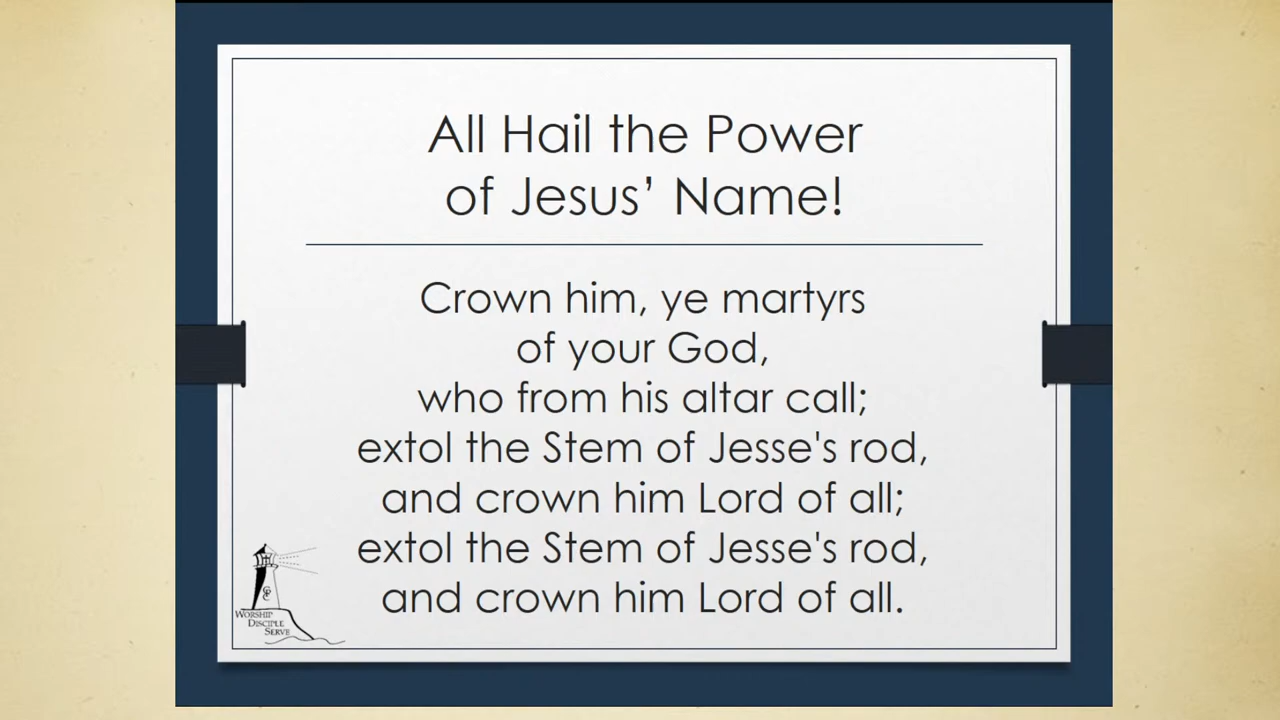 All Hail the Power
of Jesus’ Name!
Crown him, ye martyrs
of your God,
who from his altar call;
extol the Stem of Jesse's rod,
and crown him Lord of all;
extol the Stem of Jesse's rod,
and crown him Lord of all.
WORSHIP
DISCIPLE
SERVE